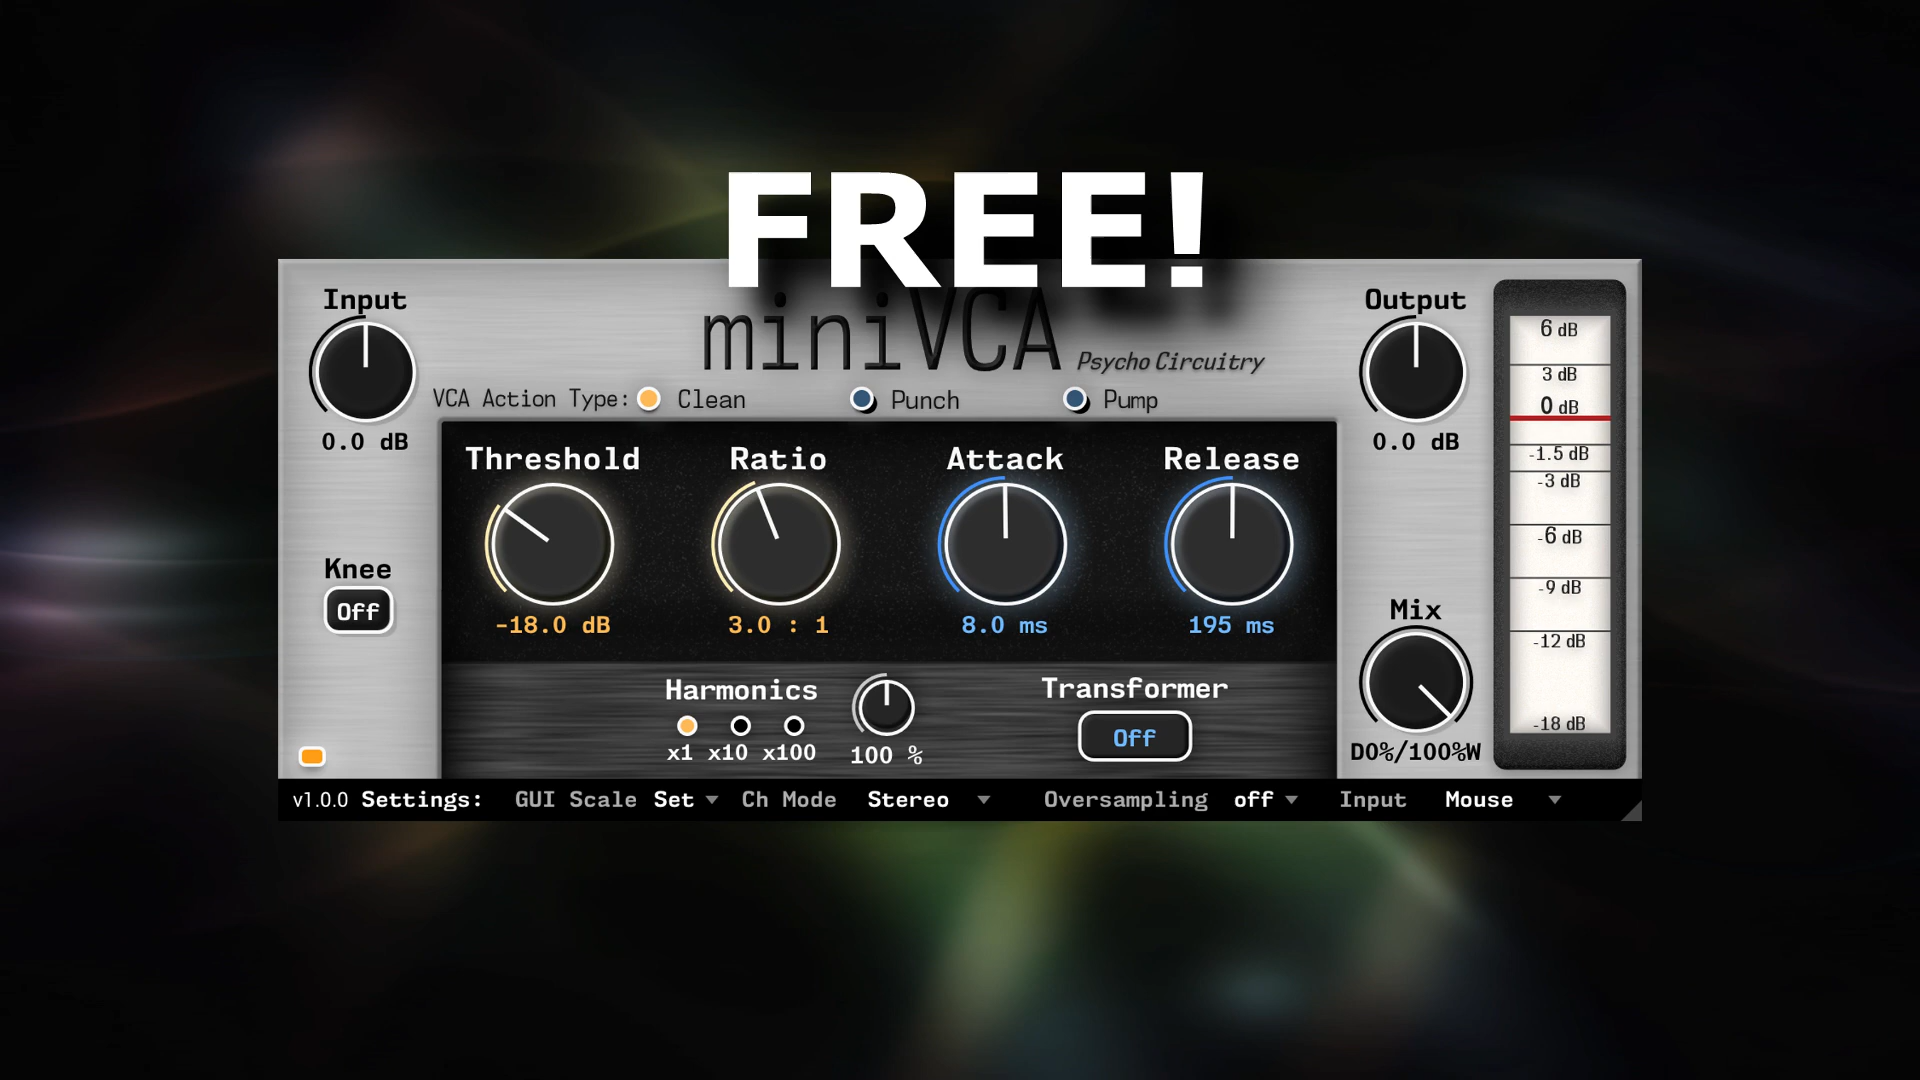 FREE!
miniVCA
Psycho Circuitry
Input
0.0 dB
VCA Action Type: Clean Punch Pump
Output
0.0 dB
6 dB
3 dB
0 dB
-1.5 dB
-3 dB
-6 dB
-9 dB
-12 dB
-18 dB
Threshold Ratio Attack Release
-18.0 dB 3.0 : 1 8.0 ms 195 ms
Knee
Off
Mix
D0%/100%W
Harmonics
x1 x10 x100
100 %
Transformer
Off
v1.0.0 Settings: GUI Scale Set Ch Mode Stereo Oversampling off Input Mouse